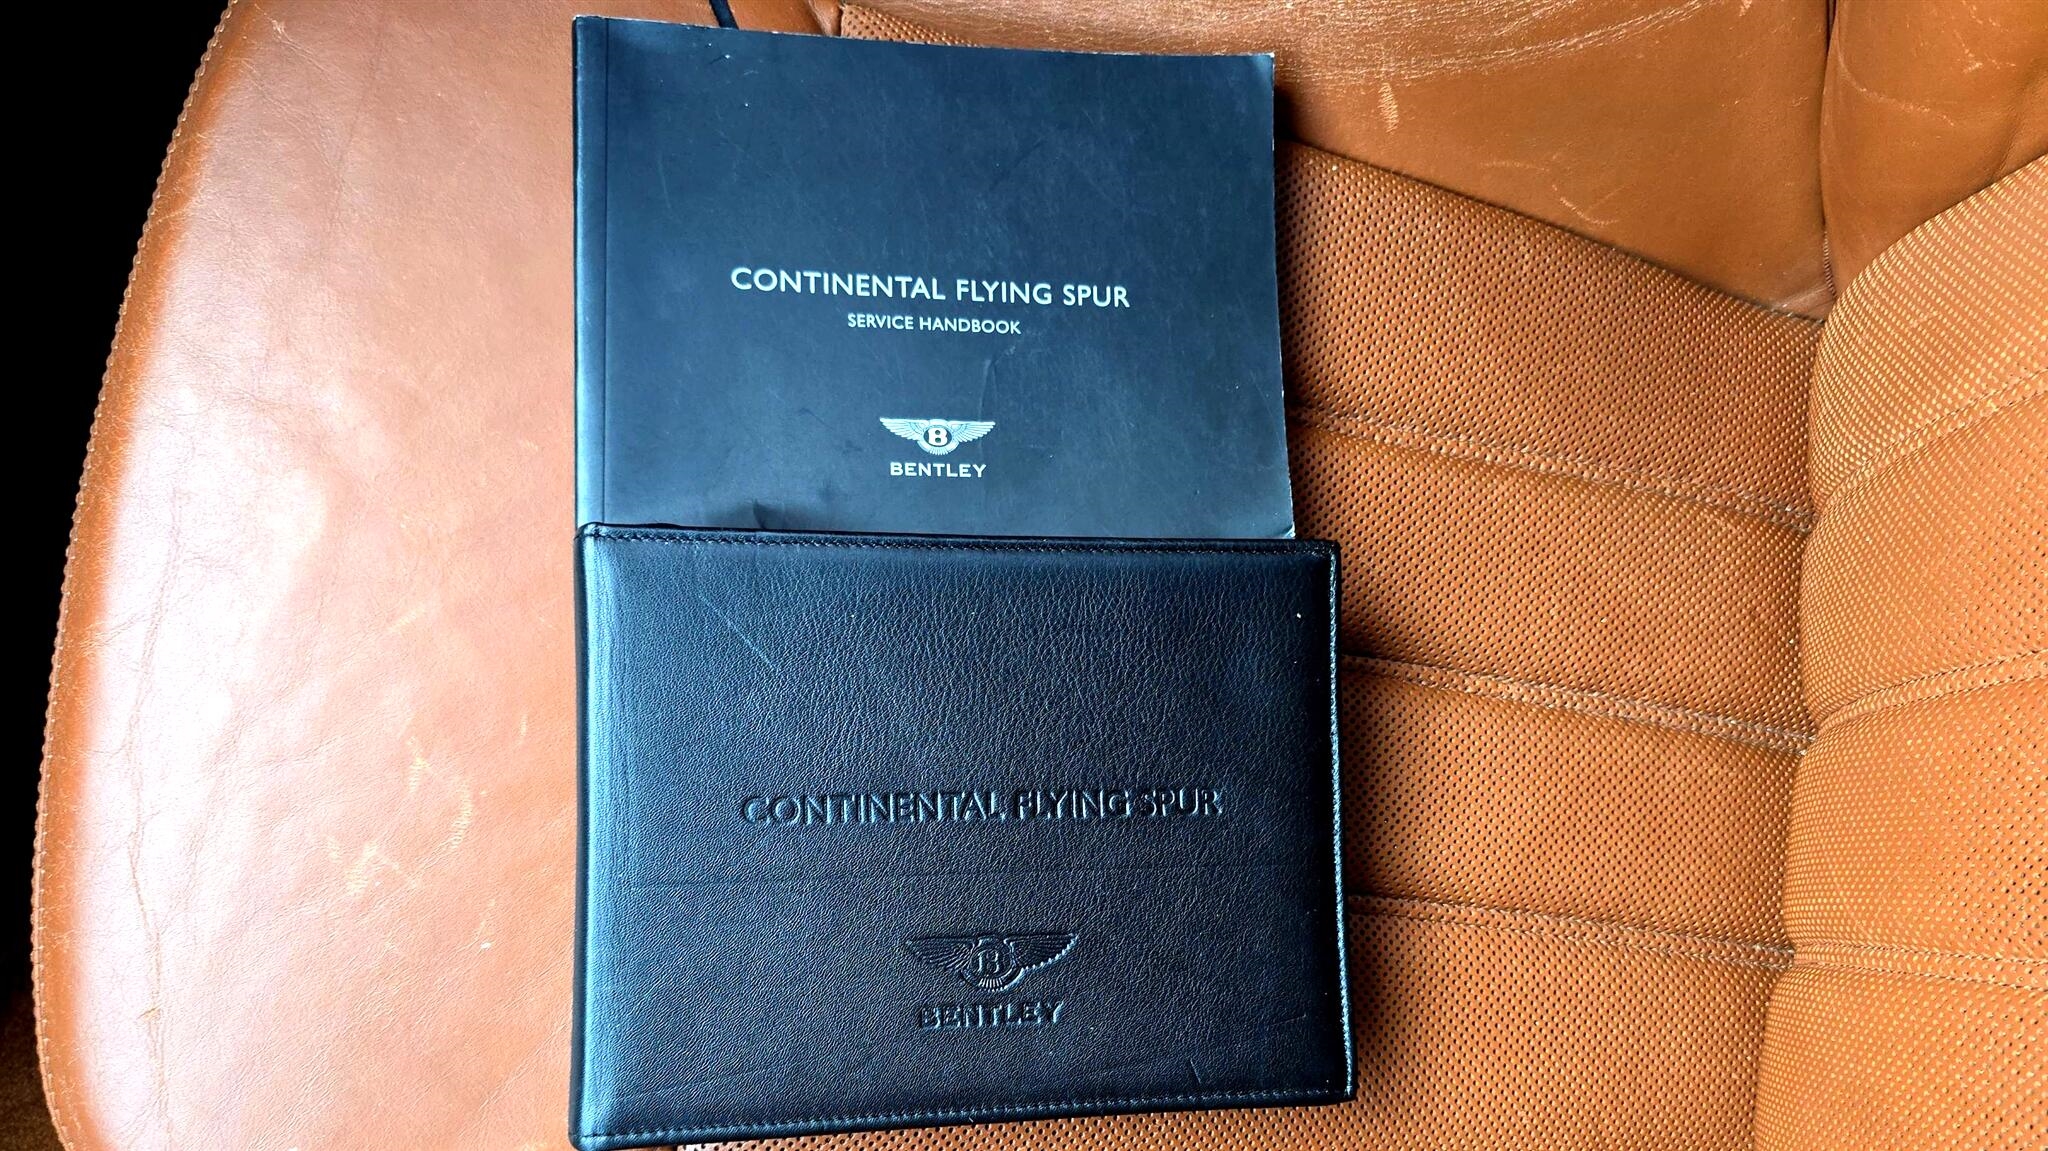 CONTINENTAL FLYING SPUR
SERVICE HANDBOOK
B
BENTLEY
CONTINENTAL FLYING SPUR
B
BENTLEY